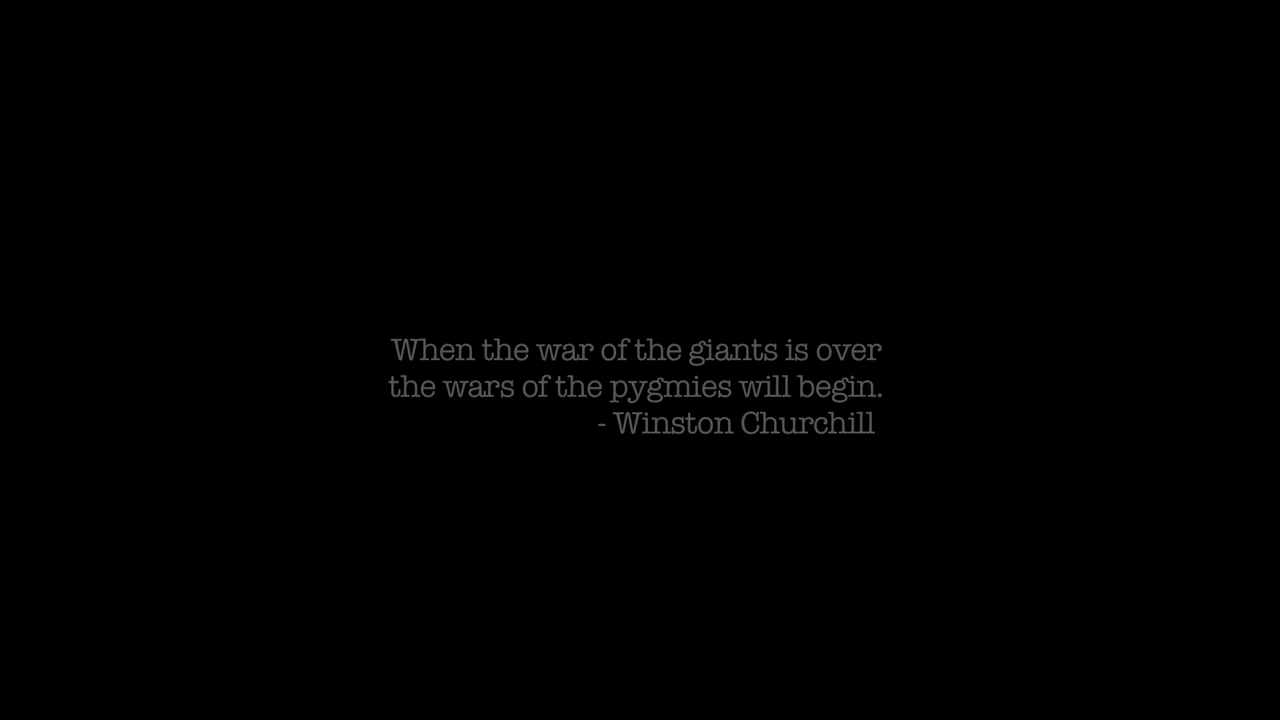 When the war of the giants is over
the wars of the pygmies will begin.
- Winston Churchill